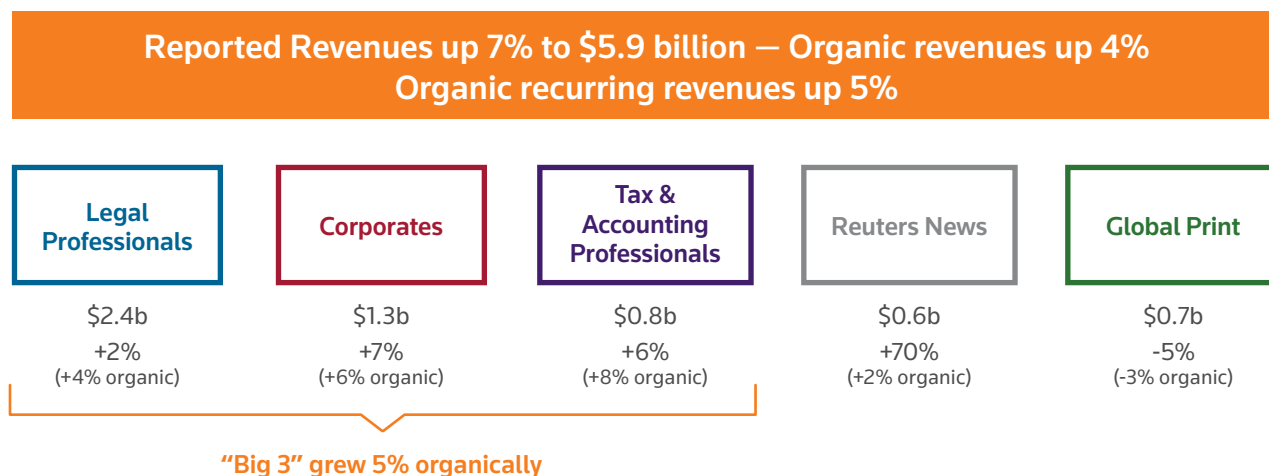 Reported Revenues up 7% to $5.9 billion — Organic revenues up 4%
Organic recurring revenues up 5%
Legal
Professionals
Corporates
Tax &
Accounting
Professionals
Reuters News
Global Print
$2.4b
$1.3b
$0.8b
$0.6b
$0.7b
+2%
+7%
+6%
+70%
-5%
(+4% organic)
(+6% organic)
(+8% organic)
(+2% organic)
(-3% organic)
“Big 3” grew 5% organically